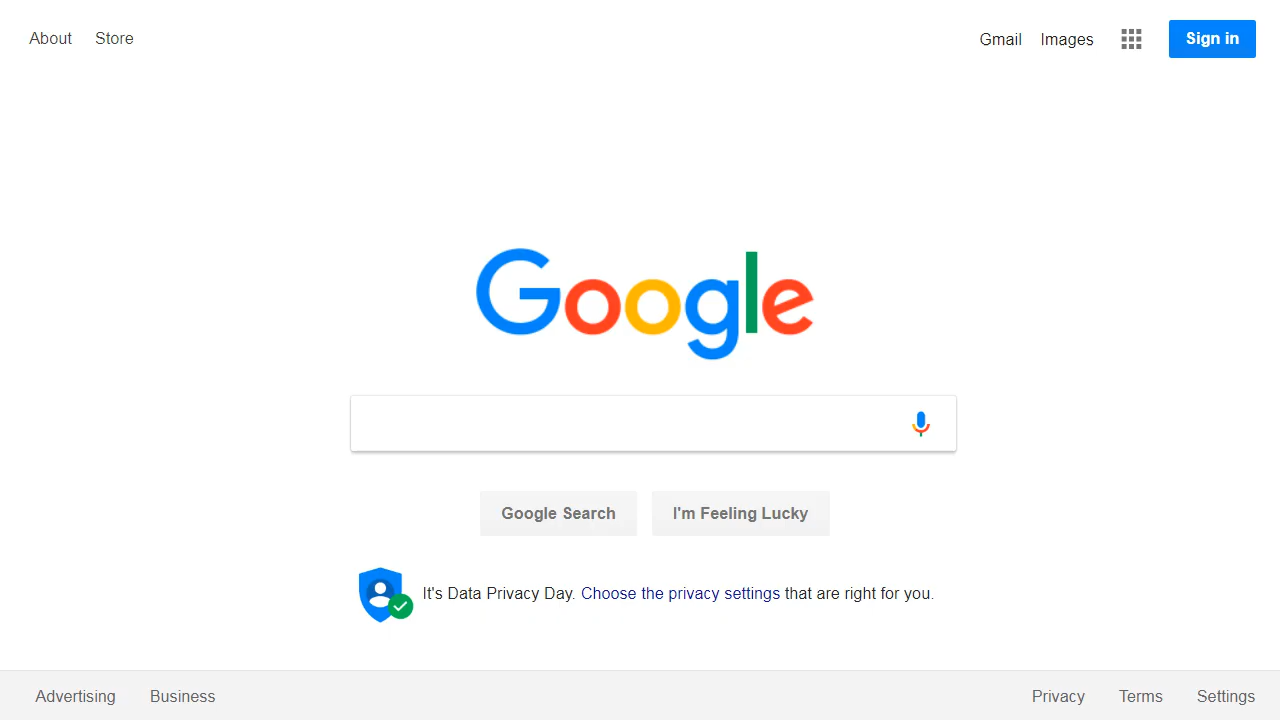 About Store Gmail Images Sign in
Google
Google Search I'm Feeling Lucky
It's Data Privacy Day. Choose the privacy settings that are right for you.
Advertising Business Privacy Terms Settings